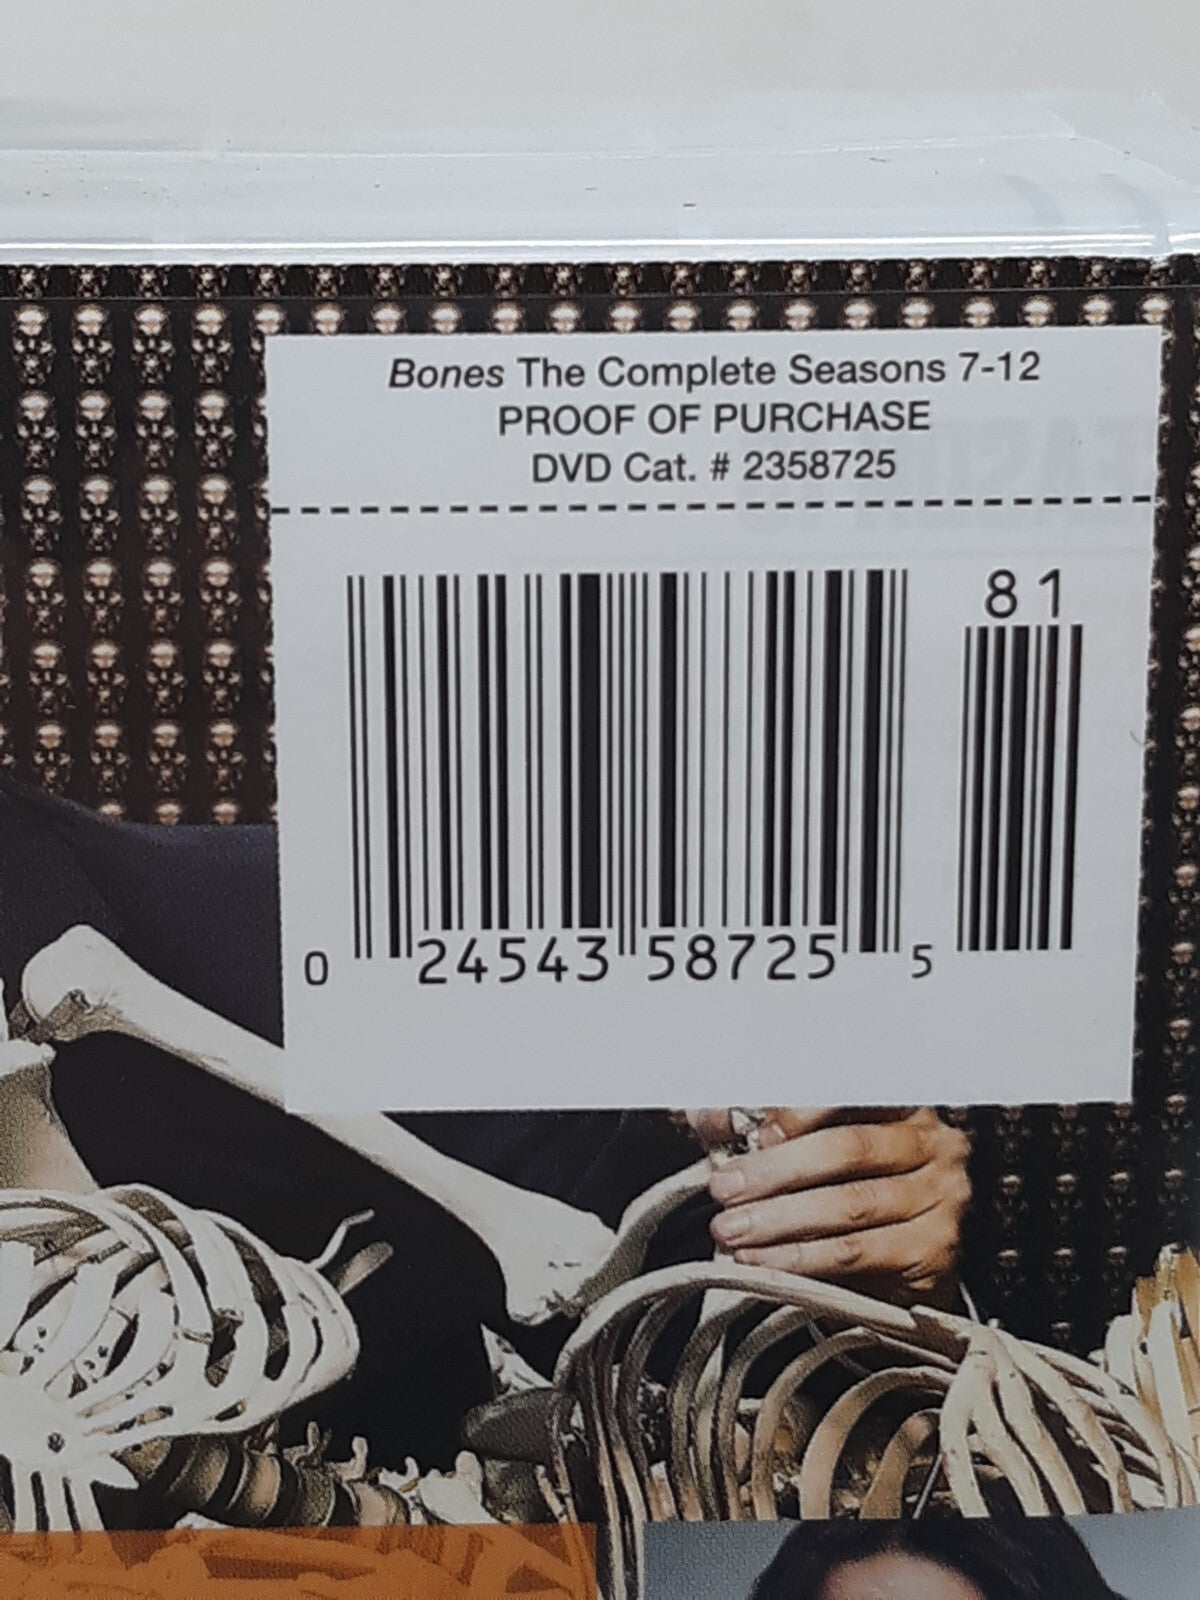 Bones The Complete Seasons 7-12
PROOF OF PURCHASE
DVD Cat. # 2358725
81
0 24543 58725 5